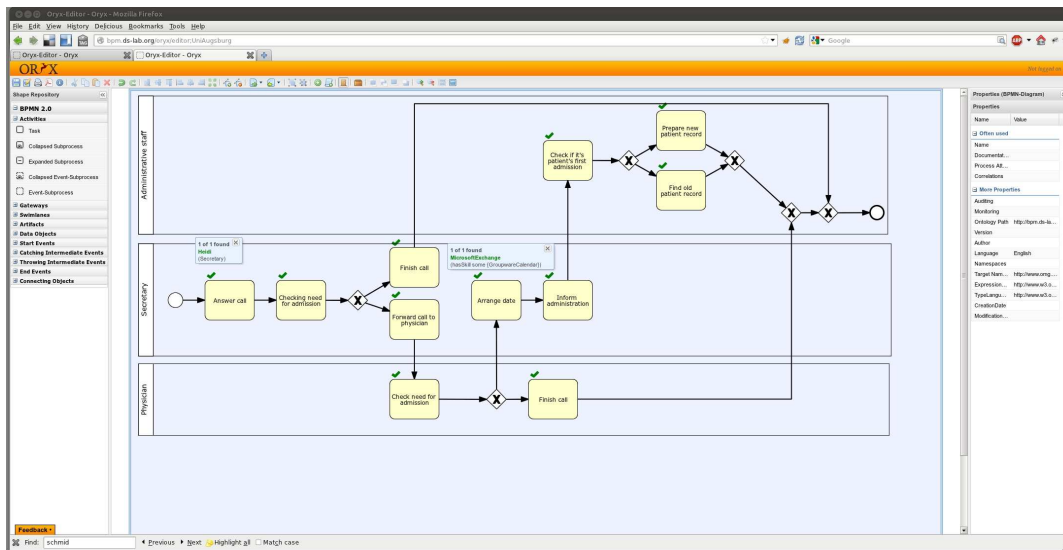 Oryx-Editor - Oryx - Mozilla Firefox
File Edit View History Delicious Bookmarks Tools Help
bpm.ds-lab.org/oryx/editor;UniAugsburg
Google
Oryx-Editor - Oryx
Oryx-Editor - Oryx
ORYX
Not logged in
Shape Repository
BPMN 2.0
Activities
Task
Collapsed Subprocess
Expanded Subprocess
Collapsed Event-Subprocess
Event-Subprocess
Gateways
Swimlanes
Artifacts
Data Objects
Start Events
Catching Intermediate Events
Throwing Intermediate Events
End Events
Connecting Objects
Administrative staff
Check if it's
patient's first
admission
Prepare new
patient record
Find old
patient record
Secretary
1 of 1 found
Heidi
(Secretary)
Answer call
Checking need
for admission
Finish call
Forward call to
physician
1 of 1 found
MicrosoftExchange
(hasSkill some (GroupwareCalendar))
Arrange date
Inform
administration
Physician
Check need for
admission
Finish call
Properties (BPMN-Diagram)
Properties
Name Value
Often used
Name
Documentat...
Process Att...
Correlations
More Properties
Auditing
Monitoring
Ontology Path http://bpm.ds-la...
Version
Author
Language English
Namespaces
Target Nam... http://www.omg....
Expression... http://www.w3.o...
TypeLangu... http://www.w3.o...
CreationDate
Modification...
Feedback
Find: schmid Previous Next Highlight all Match case